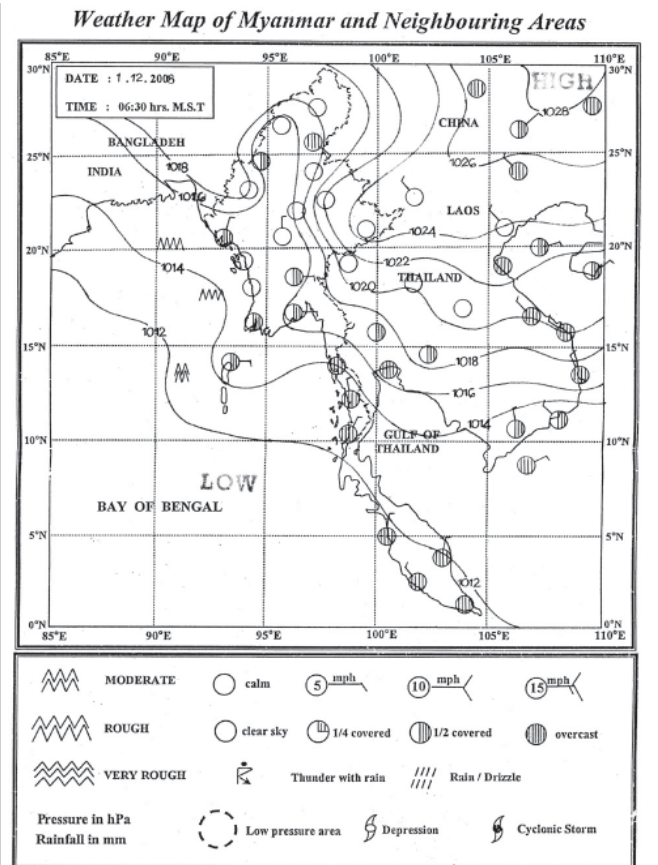 Weather Map of Myanmar and Neighbouring Areas
85°E 90°E 95°E 100°E 105°E 110°E
30°N 30°N
DATE : 1.12.2008
TIME : 06:30 hrs. M.S.T
HIGH
1028
CHINA
BANGLADEH
25°N 25°N
1026
1018
INDIA
1016
LAOS
1024
20°N 20°N
1014
1022
1020
THAILAND
1012
15°N 15°N
1018
1016
1014
GULF OF
THAILAND
10°N 10°N
LOW
BAY OF BENGAL
5°N 5°N
1012
0°N 0°N
85°E 90°E 95°E 100°E 105°E 110°E
MODERATE calm 5 mph 10 mph 15 mph
ROUGH clear sky 1/4 covered 1/2 covered overcast
VERY ROUGH Thunder with rain Rain / Drizzle
Pressure in hPa
Rainfall in mm
Low pressure area Depression Cyclonic Storm